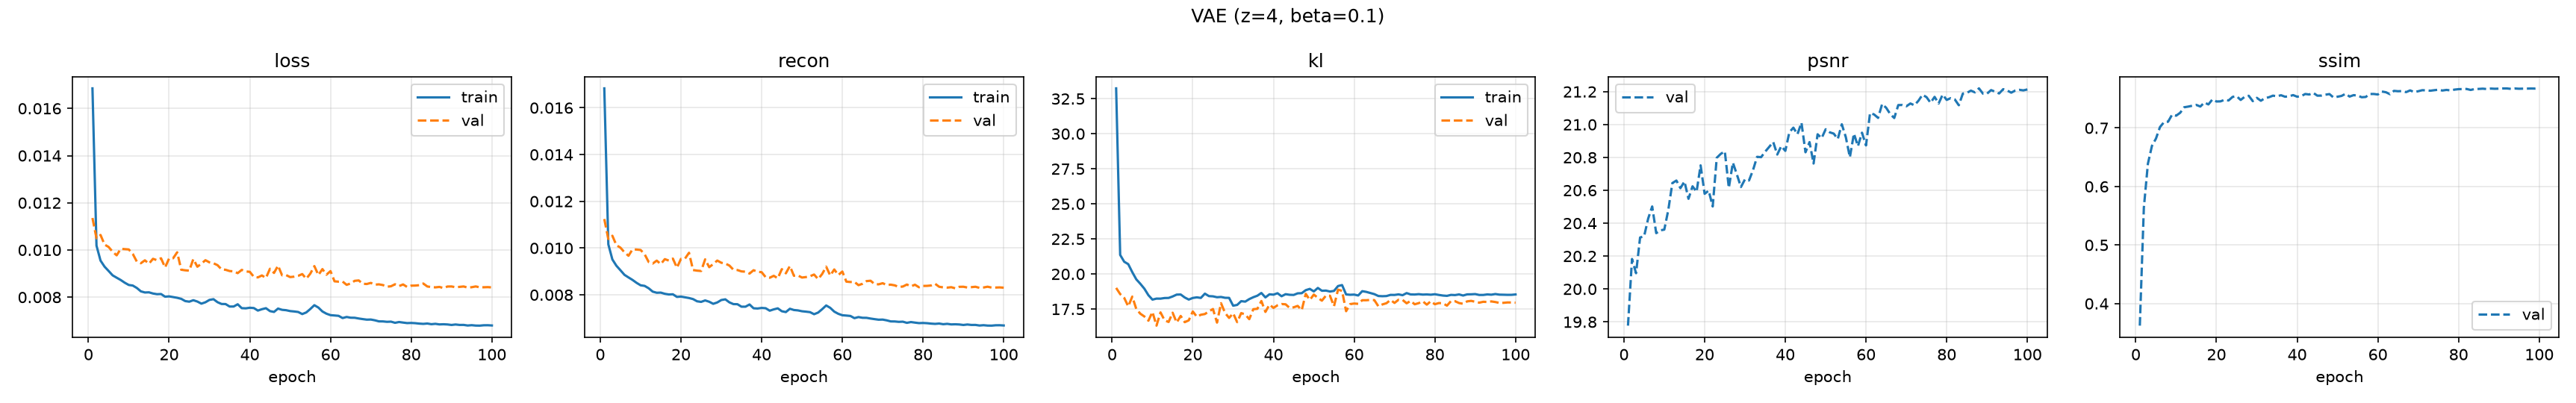 VAE (z=4, beta=0.1)
loss
train
val
0.016
0.014
0.012
0.010
0.008
0 20 40 60 80 100
epoch
recon
train
val
0.016
0.014
0.012
0.010
0.008
0 20 40 60 80 100
epoch
kl
train
val
32.5
30.0
27.5
25.0
22.5
20.0
17.5
0 20 40 60 80 100
epoch
psnr
val
21.2
21.0
20.8
20.6
20.4
20.2
20.0
19.8
0 20 40 60 80 100
epoch
ssim
0.7
0.6
0.5
0.4
val
0 20 40 60 80 100
epoch